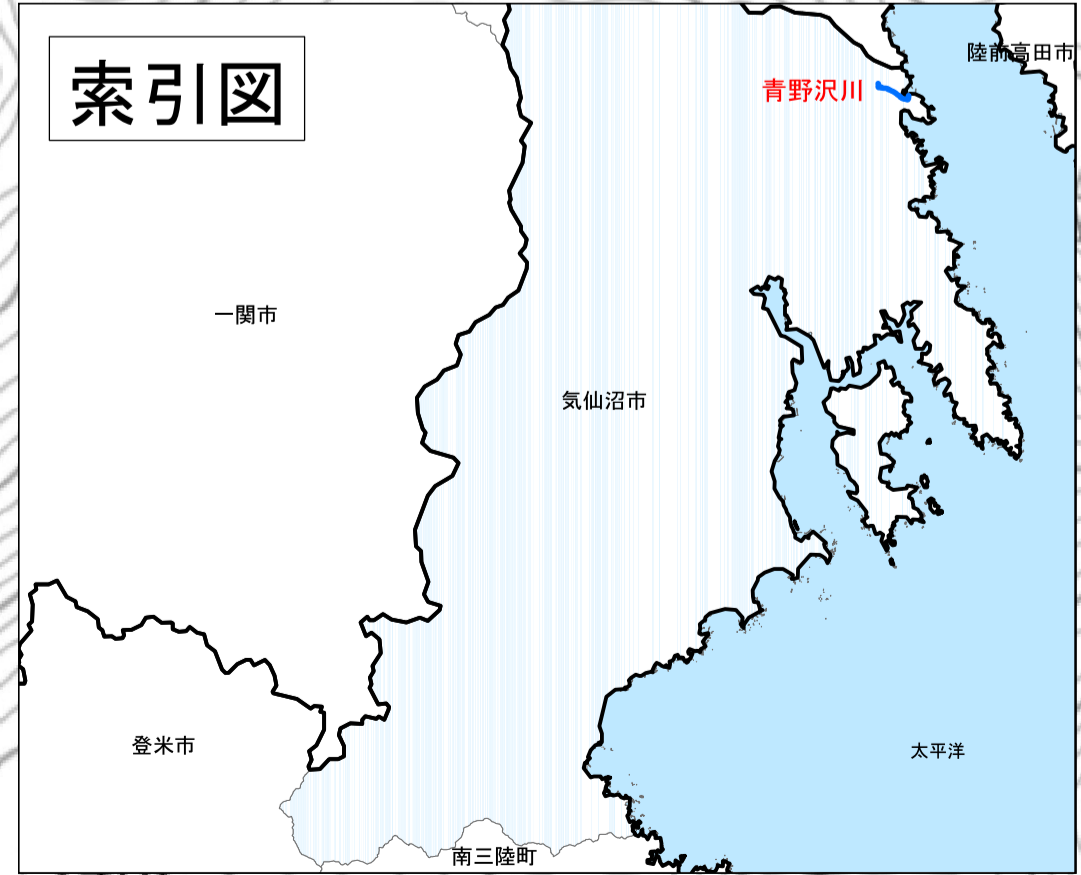 索引図
陸前高田市
青野沢川
一関市
気仙沼市
登米市
太平洋
南三陸町